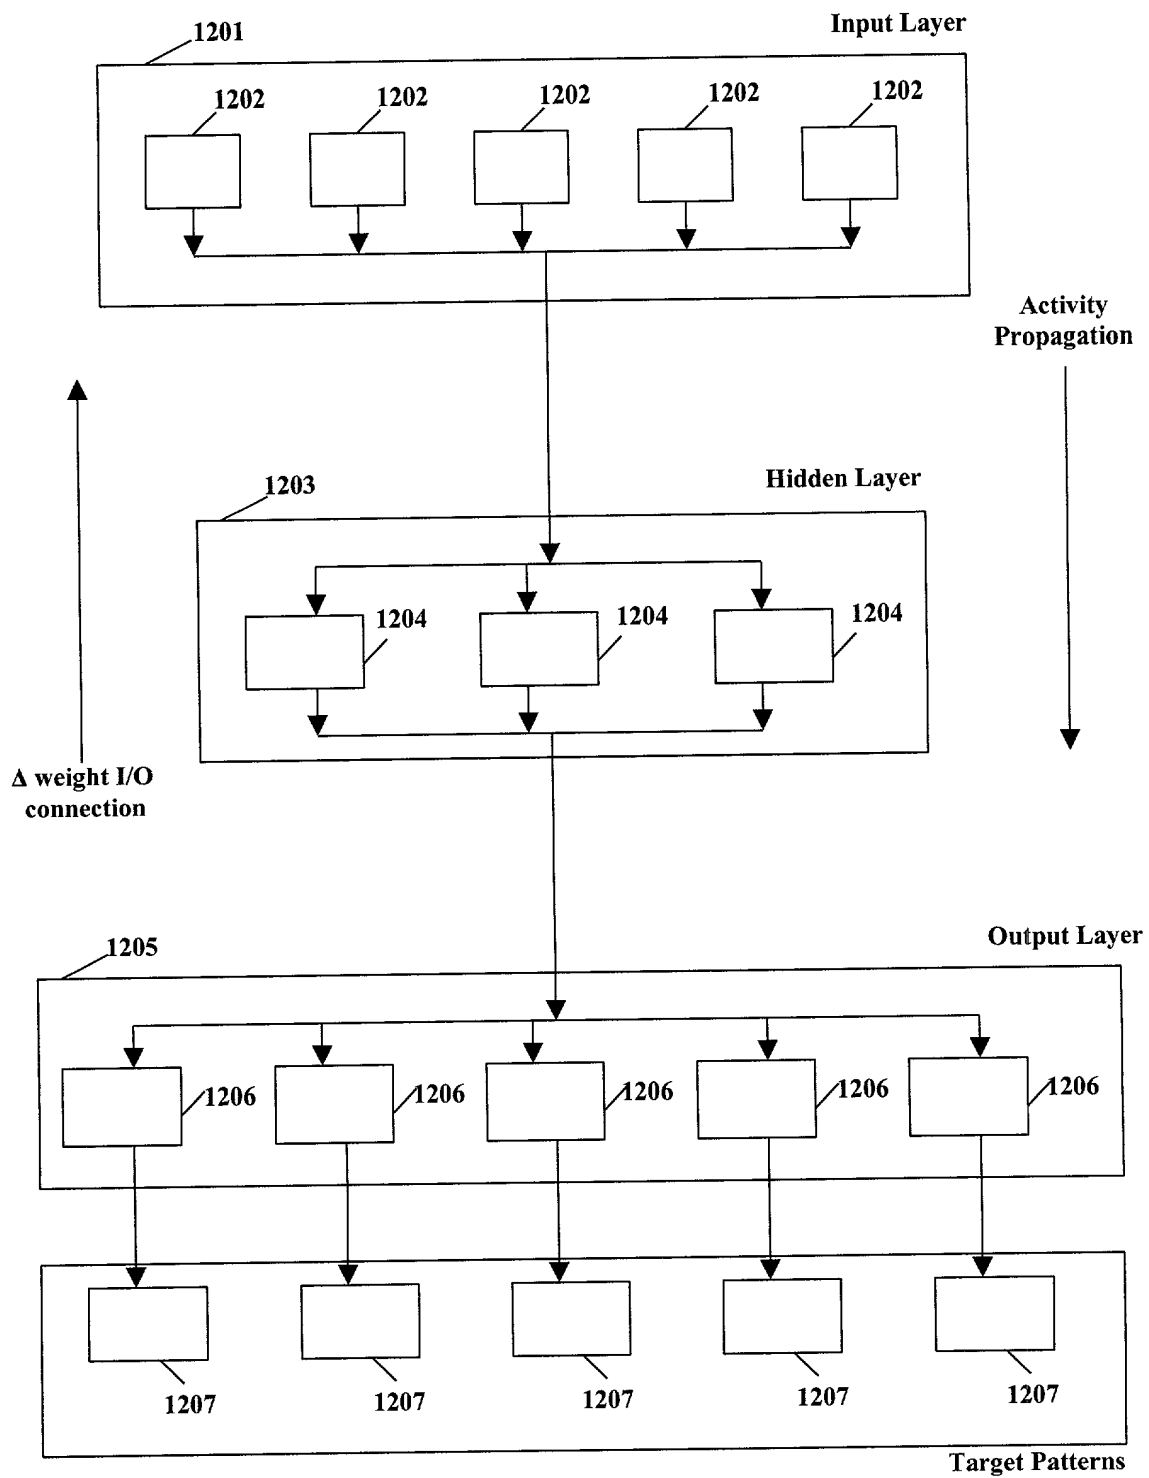 Input Layer
1201
1202 1202 1202 1202 1202
Activity
Propagation
1203
Hidden Layer
1204 1204 1204
Δ weight I/O
connection
Output Layer
1205
1206 1206 1206 1206 1206
1207 1207 1207 1207 1207
Target Patterns